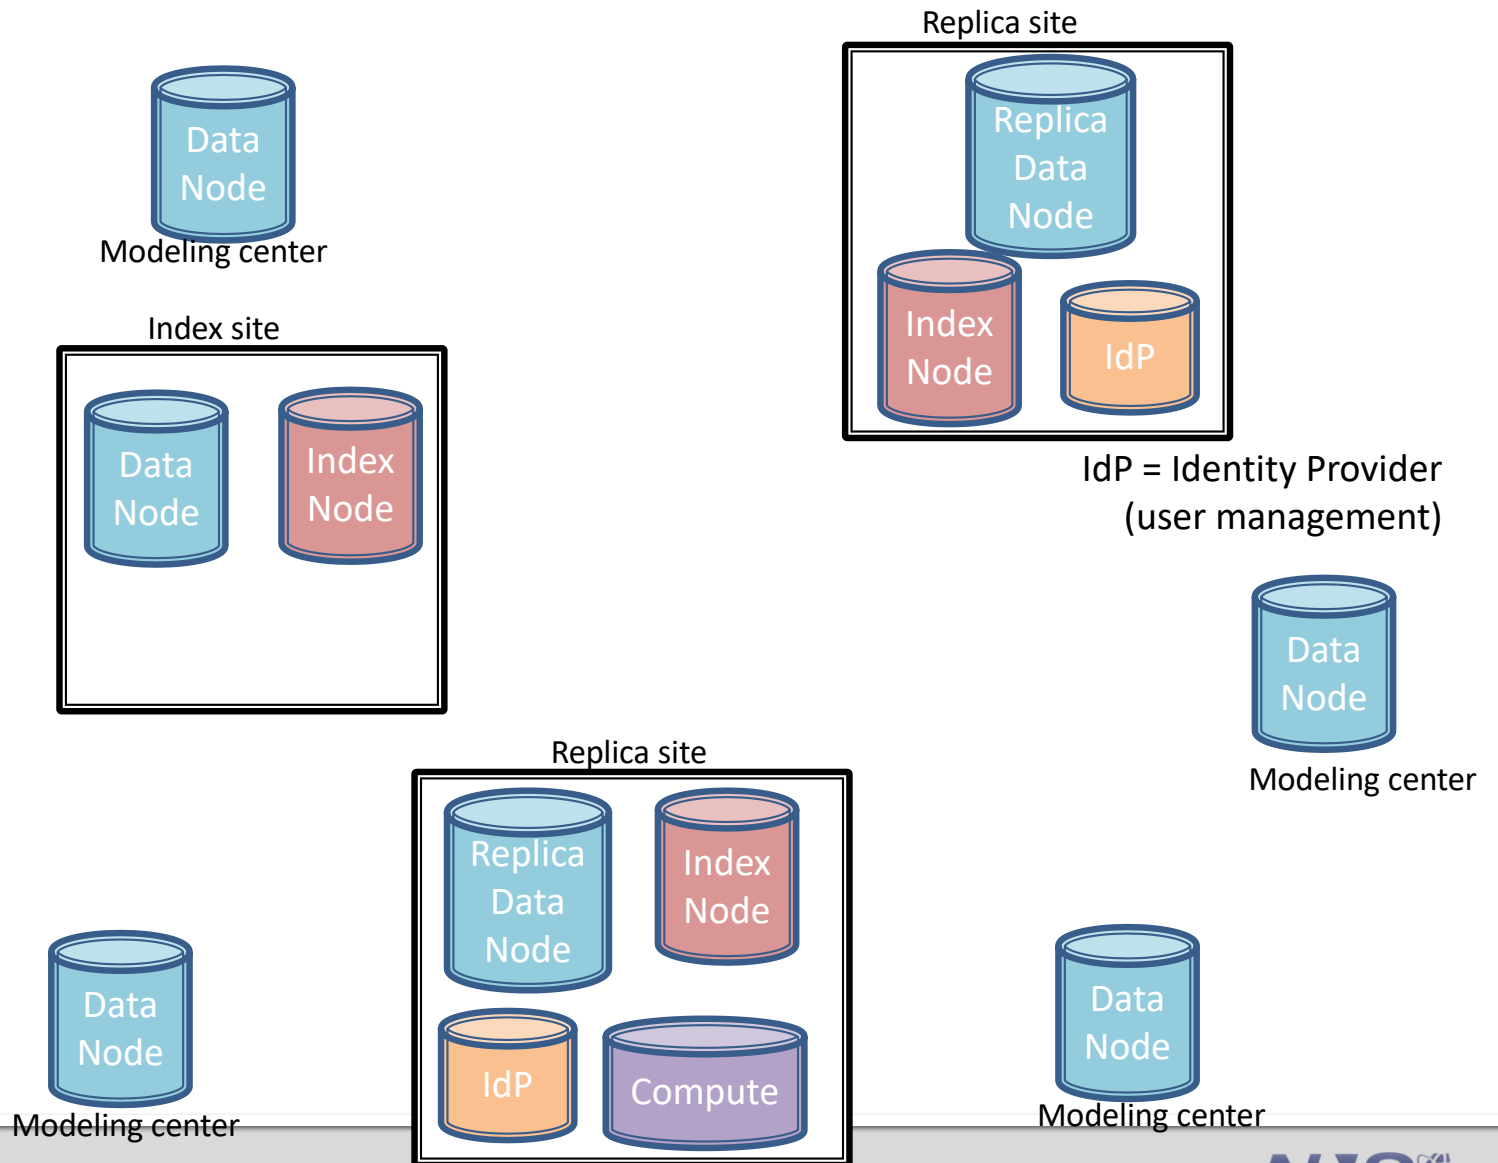 Replica site
Data
Node
Modeling center
Replica
Data
Node
Index
Node
IdP
Index site
Data
Node
Index
Node
IdP = Identity Provider
(user management)
Data
Node
Modeling center
Replica site
Replica
Data
Node
Index
Node
IdP
Compute
Data
Node
Modeling center
Data
Node
Modeling center